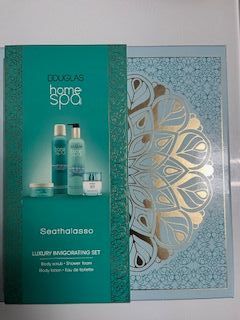 DOUGLAS
home
spa
Seathalasso
LUXURY INVIGORATING SET
Body scrub • Shower foam
Body lotion • Eau de toilette